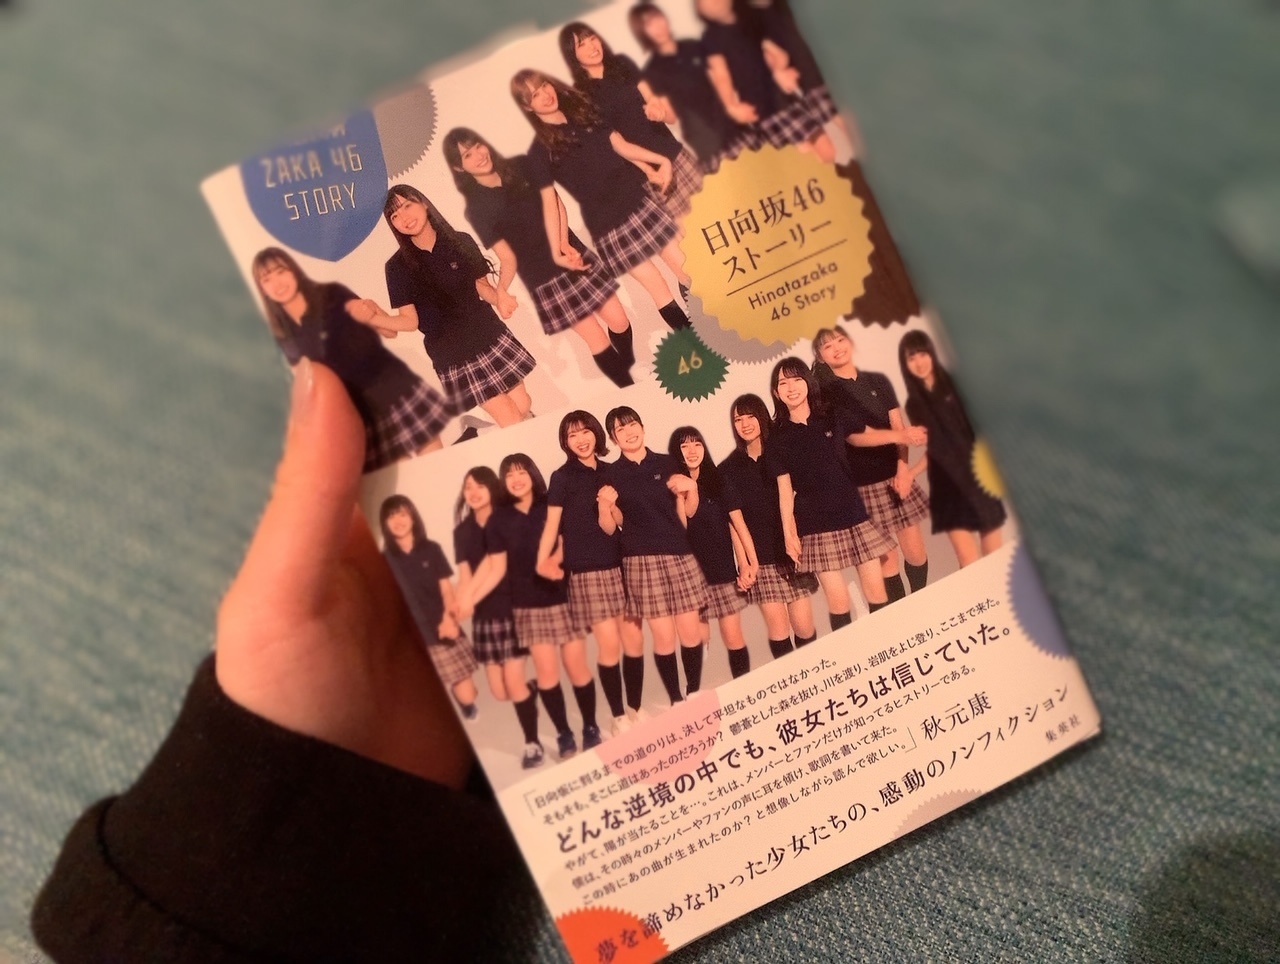 ZAKA 46
STORY
日向坂46
ストーリー
Hinatazaka
46 Story
46
「日向坂に到るまでの道のりは、決して平坦なものではなかった。
そもそも、そこに道はあったのだろうか? 鬱蒼とした森を抜け、川を渡り、岩肌をよじ登り、ここまで来た。
どんな逆境の中でも、彼女たちは信じていた。
やがて、陽が当たることを…。これは、メンバーとファンだけが知ってるヒストリーである。
僕は、その時々のメンバーやファンの声に耳を傾け、歌詞を書いて来た。
この時にあの曲が生まれたのか? と想像しながら読んで欲しい。」秋元康
夢を諦めなかった少女たちの、感動のノンフィクション
集英社